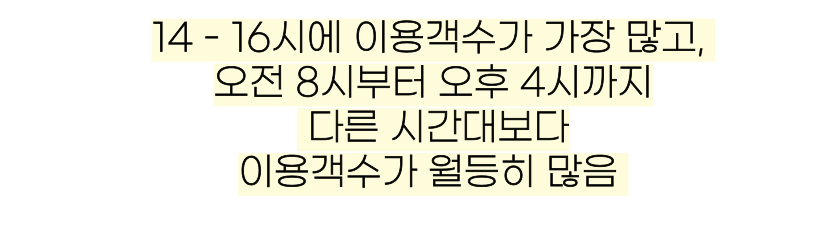 14 - 16시에 이용객수가 가장 많고,
오전 8시부터 오후 4시까지
다른 시간대보다
이용객수가 월등히 많음